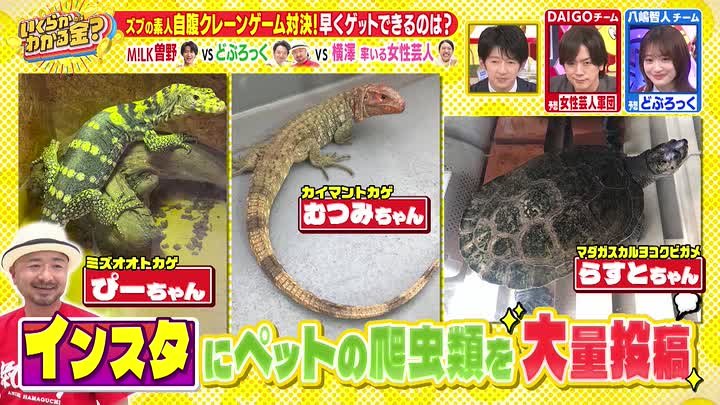 いくらかわかる金?
ズブの素人自腹クレーンゲーム対決!早くゲットできるのは?
M!LK曽野 VS どぶろっく VS 横澤 率いる女性芸人
DAIGOチーム
予想 女性芸人軍団
八嶋智人チーム
予想 どぶろっく
ミズオオトカゲ
ぴーちゃん
カイマントカゲ
むつみちゃん
マダガスカルヨコクビガメ
らすとちゃん
インスタにペットの爬虫類を大量投稿
ANIKI HAMAGUCHI